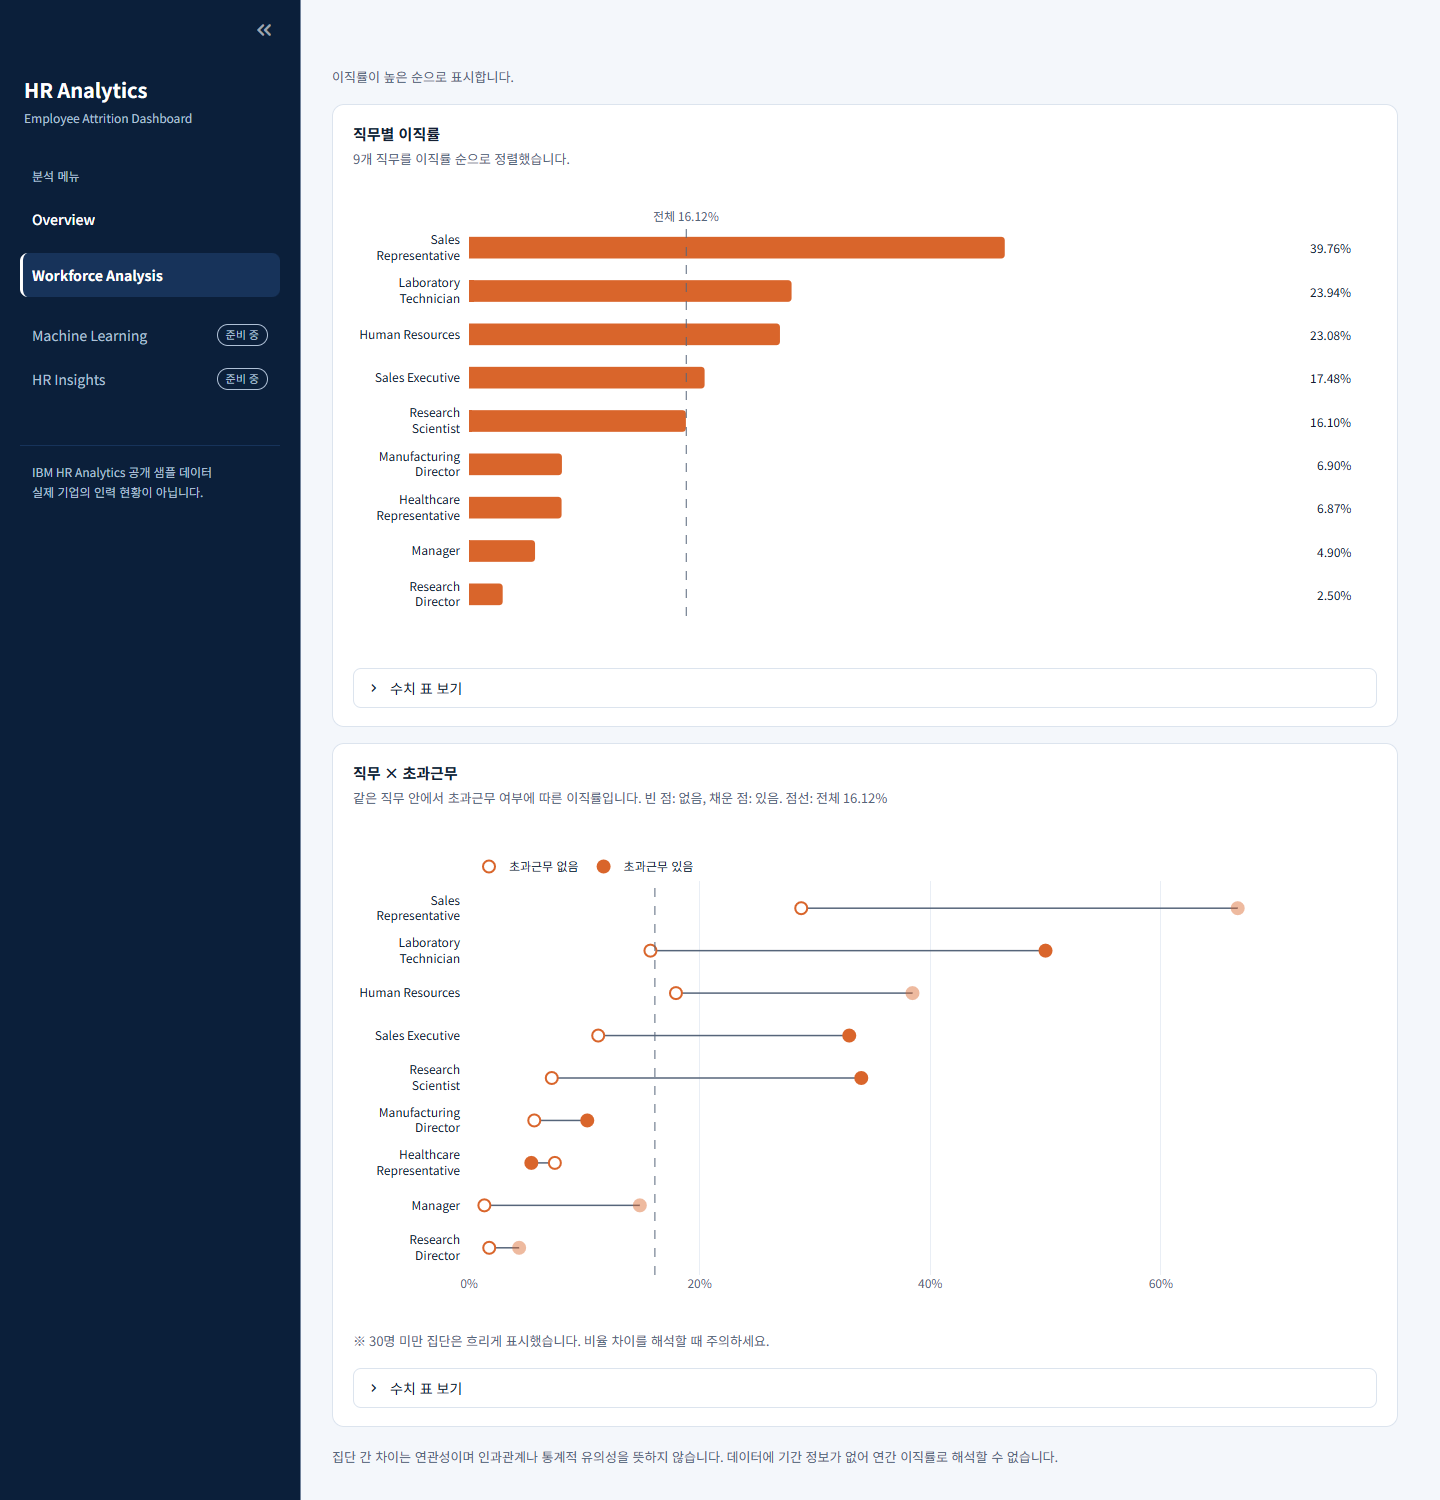 HR Analytics
Employee Attrition Dashboard
분석 메뉴
Overview
Workforce Analysis
Machine Learning
준비 중
HR Insights
준비 중
IBM HR Analytics 공개 샘플 데이터
실제 기업의 인력 현황이 아닙니다.
이직률이 높은 순으로 표시합니다.
직무별 이직률
9개 직무를 이직률 순으로 정렬했습니다.
전체 16.12%
Sales
Representative
39.76%
Laboratory
Technician
23.94%
Human Resources
23.08%
Sales Executive
17.48%
Research
Scientist
16.10%
Manufacturing
Director
6.90%
Healthcare
Representative
6.87%
Manager
4.90%
Research
Director
2.50%
수치 표 보기
직무 × 초과근무
같은 직무 안에서 초과근무 여부에 따른 이직률입니다. 빈 점: 없음, 채운 점: 있음. 점선: 전체 16.12%
초과근무 없음
초과근무 있음
Sales
Representative
Laboratory
Technician
Human Resources
Sales Executive
Research
Scientist
Manufacturing
Director
Healthcare
Representative
Manager
Research
Director
0%
20%
40%
60%
※ 30명 미만 집단은 흐리게 표시했습니다. 비율 차이를 해석할 때 주의하세요.
수치 표 보기
집단 간 차이는 연관성이며 인과관계나 통계적 유의성을 뜻하지 않습니다. 데이터에 기간 정보가 없어 연간 이직률로 해석할 수 없습니다.